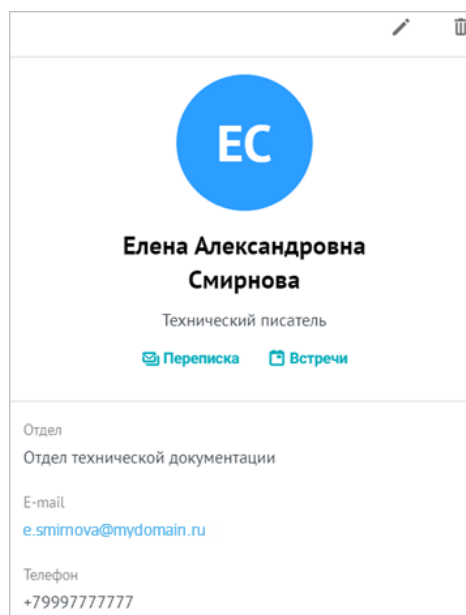 ЕС
Елена Александровна
Смирнова
Технический писатель
Переписка Встречи
Отдел
Отдел технической документации
E-mail
e.smirnova@mydomain.ru
Телефон
+79997777777